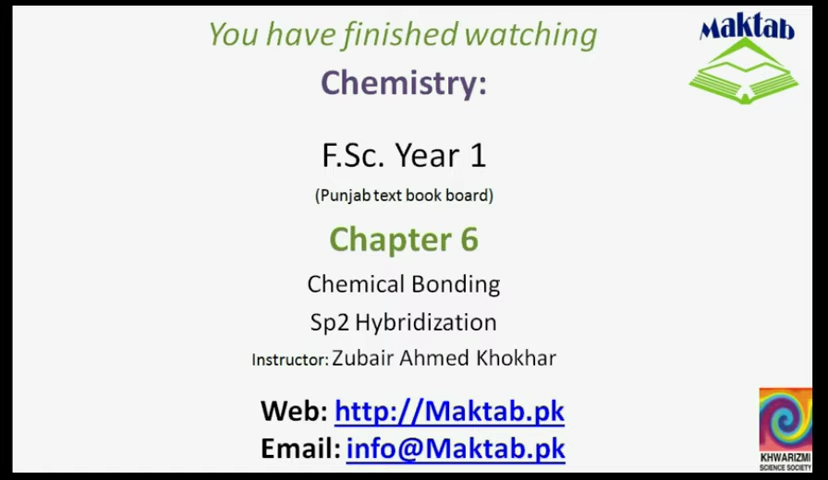 You have finished watching
Maktab
Chemistry:
F.Sc. Year 1
(Punjab text book board)
Chapter 6
Chemical Bonding
Sp2 Hybridization
Instructor: Zubair Ahmed Khokhar
Web: http://Maktab.pk
Email: info@Maktab.pk
KHWARIZMI
SCIENCE SOCIETY